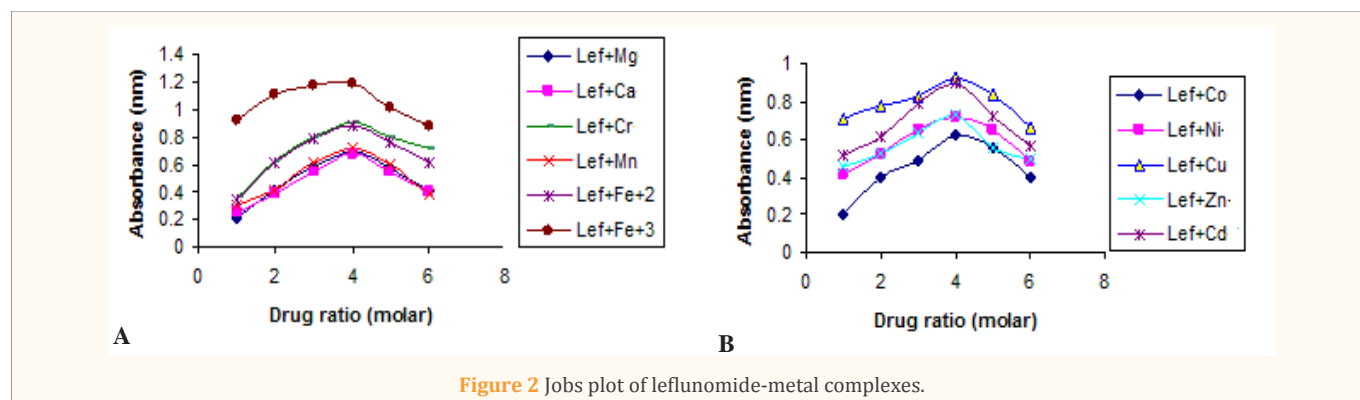 1.4
1.2
1
0.8
0.6
0.4
0.2
0
0 2 4 6 8
Absorbance (nm)
Drug ratio (molar)
Lef+Mg
Lef+Ca
Lef+Cr
Lef+Mn
Lef+Fe+2
Lef+Fe+3
A
1
0.8
0.6
0.4
0.2
0
0 2 4 6 8
Absorbance (nm)
Drug ratio (molar)
Lef+Co
Lef+Ni
Lef+Cu
Lef+Zn
Lef+Cd
B
Figure 2 Jobs plot of leflunomide-metal complexes.